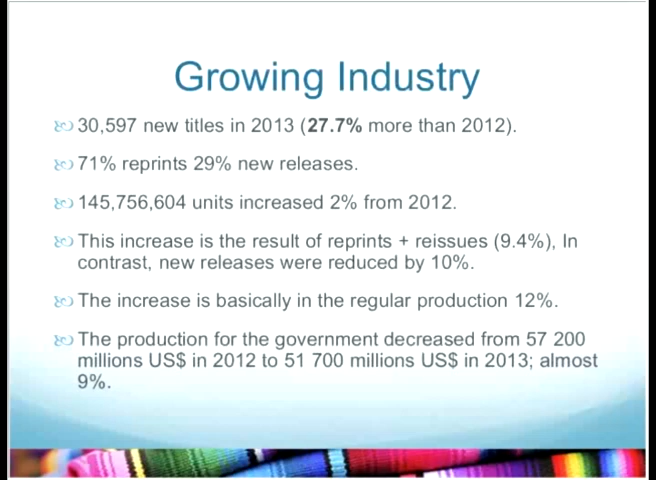 Growing Industry
30,597 new titles in 2013 (27.7% more than 2012).
71% reprints 29% new releases.
145,756,604 units increased 2% from 2012.
This increase is the result of reprints + reissues (9.4%), In
contrast, new releases were reduced by 10%.
The increase is basically in the regular production 12%.
The production for the government decreased from 57 200
millions US$ in 2012 to 51 700 millions US$ in 2013; almost
9%.